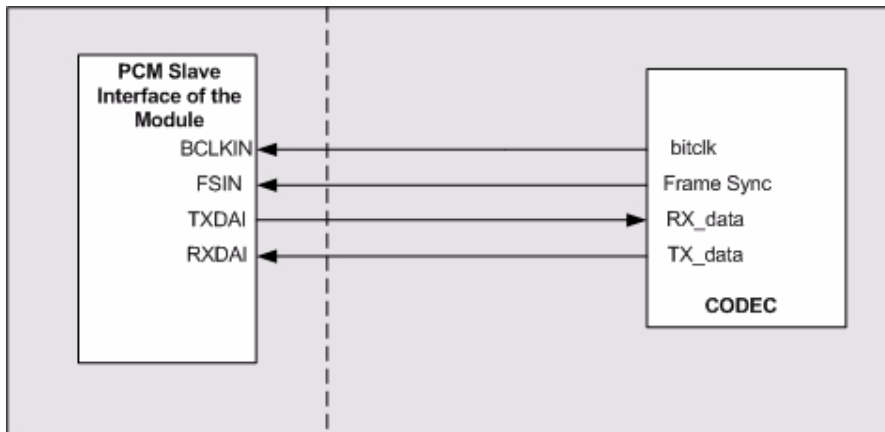 PCM Slave
Interface of the
Module
BCLKIN
FSIN
TXDAI
RXDAI
bitclk
Frame Sync
RX_data
TX_data
CODEC